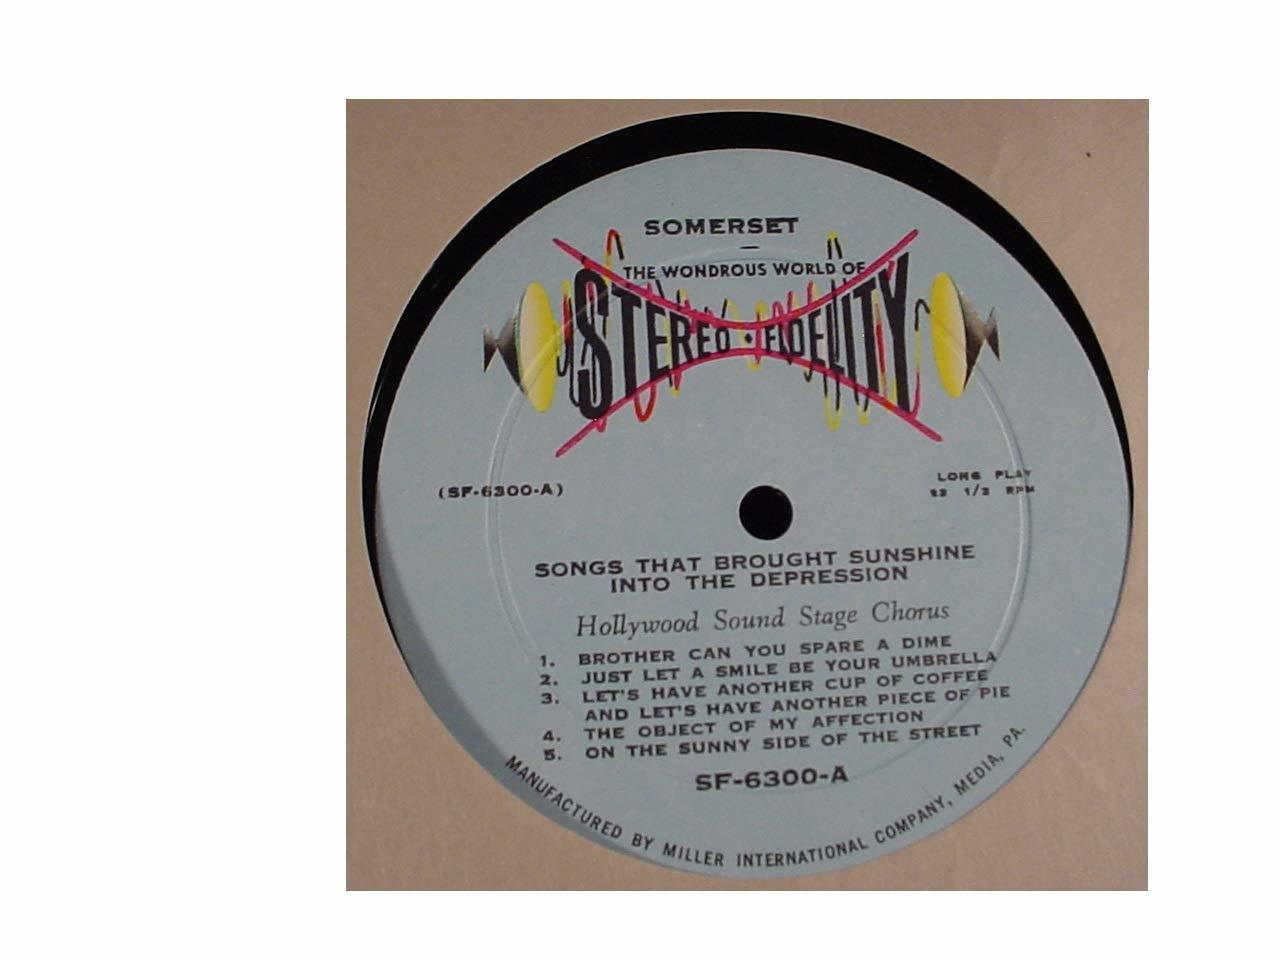 SOMERSET
THE WONDROUS WORLD OF
STEREO • FIDELITY
(SF-6300-A)
LONG PLAY
33 1/3 RPM
SONGS THAT BROUGHT SUNSHINE
INTO THE DEPRESSION
Hollywood Sound Stage Chorus
1. BROTHER CAN YOU SPARE A DIME
2. JUST LET A SMILE BE YOUR UMBRELLA
3. LET'S HAVE ANOTHER CUP OF COFFEE
AND LET'S HAVE ANOTHER PIECE OF PIE
4. THE OBJECT OF MY AFFECTION
5. ON THE SUNNY SIDE OF THE STREET
SF-6300-A
MANUFACTURED BY MILLER INTERNATIONAL COMPANY, MEDIA, PA.